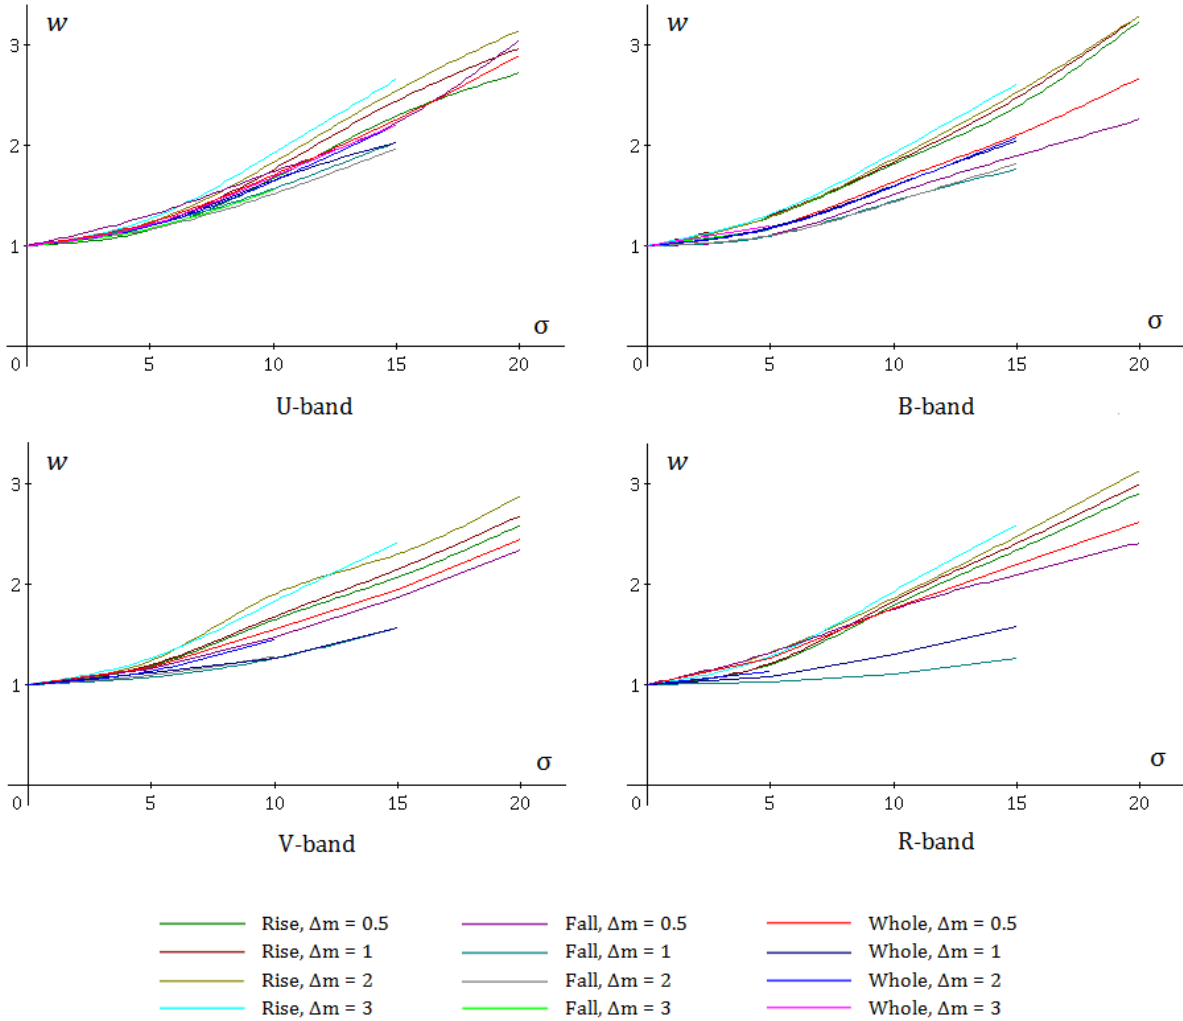 w
w
3
3
2
2
1
1
σ
σ
0 5 10 15 20
0 5 10 15 20
U-band
B-band
w
w
3
3
2
2
1
1
σ
σ
0 5 10 15 20
0 5 10 15 20
V-band
R-band
Rise, Δm = 0.5
Fall, Δm = 0.5
Whole, Δm = 0.5
Rise, Δm = 1
Fall, Δm = 1
Whole, Δm = 1
Rise, Δm = 2
Fall, Δm = 2
Whole, Δm = 2
Rise, Δm = 3
Fall, Δm = 3
Whole, Δm = 3